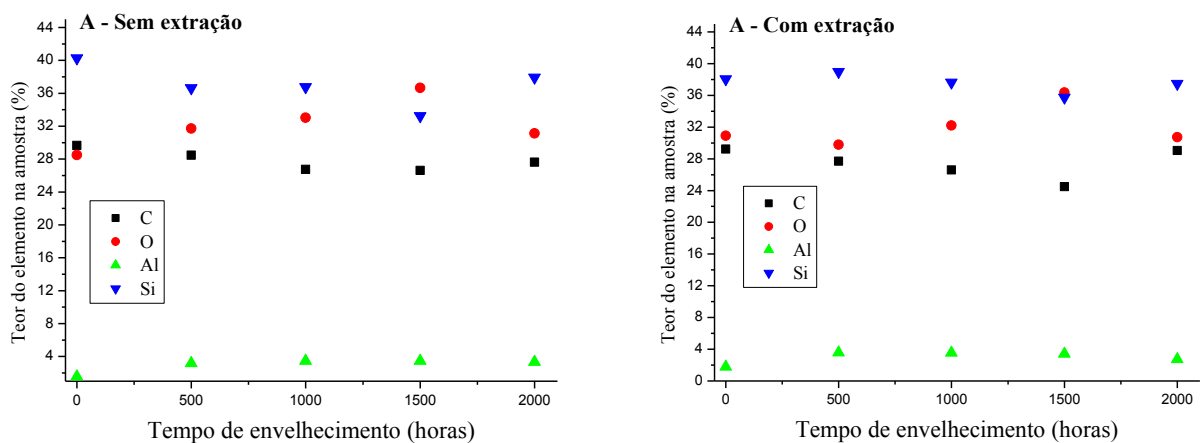 A - Sem extração
Teor do elemento na amostra (%)
44
40
36
32
28
24
20
16
12
8
4
C
O
Al
Si
0 500 1000 1500 2000
Tempo de envelhecimento (horas)
A - Com extração
Teor do elemento na amostra (%)
44
40
36
32
28
24
20
16
12
8
4
0
C
O
Al
Si
0 500 1000 1500 2000
Tempo de envelhecimento (horas)